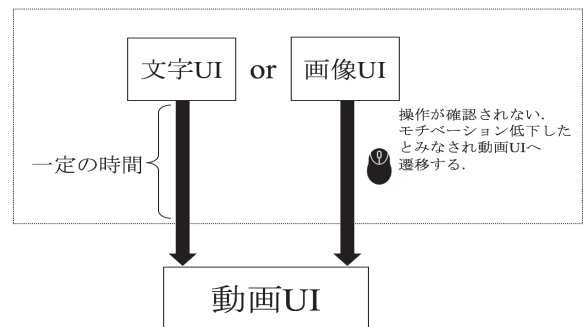 文字UI or 画像UI
操作が確認されない.
モチベーション低下した
とみなされ動画UIへ
遷移する.
一定の時間
動画UI